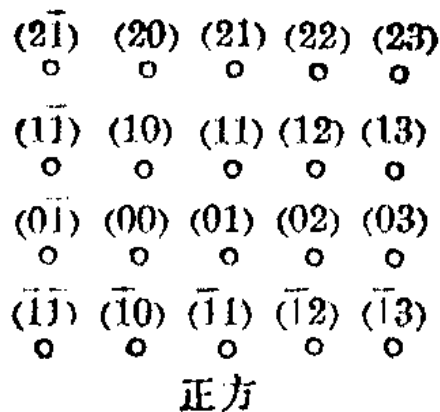 (21̄) (20) (21) (22) (23)
(11̄) (10) (11) (12) (13)
(01̄) (00) (01) (02) (03)
(1̄1̄) (1̄0) (1̄1) (1̄2) (1̄3)
正方